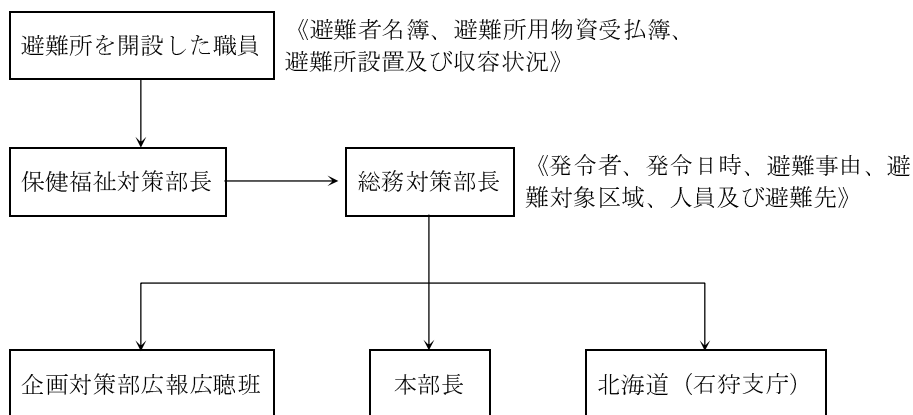 避難所を開設した職員
《避難者名簿、避難所用物資受払簿、
避難所設置及び収容状況》
保健福祉対策部長
総務対策部長
《発令者、発令日時、避難事由、避
難対象区域、人員及び避難先》
企画対策部広報広聴班
本部長
北海道（石狩支庁）